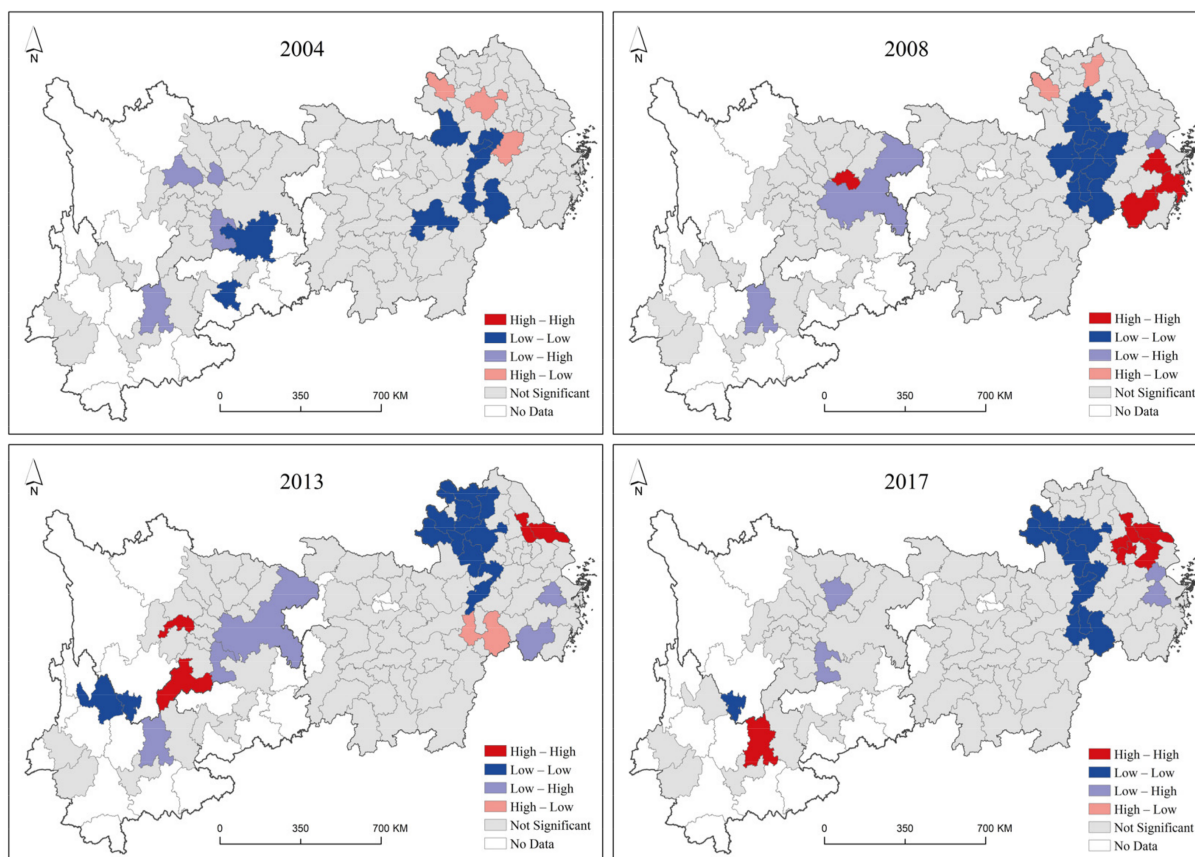 N
2004
High – High
Low – Low
Low – High
High – Low
Not Significant
No Data
0 350 700 KM
N
2008
High – High
Low – Low
Low – High
High – Low
Not Significant
No Data
0 350 700 KM
N
2013
High – High
Low – Low
Low – High
High – Low
Not Significant
No Data
0 350 700 KM
N
2017
High – High
Low – Low
Low – High
High – Low
Not Significant
No Data
0 350 700 KM